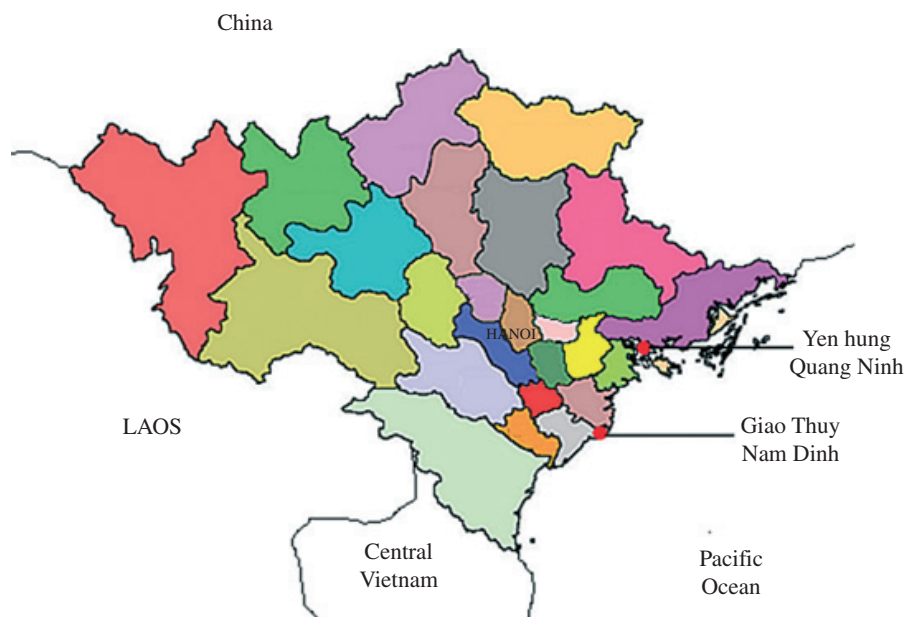 China
HANOI
Yen hung
Quang Ninh
LAOS
Giao Thuy
Nam Dinh
Central
Vietnam
Pacific
Ocean